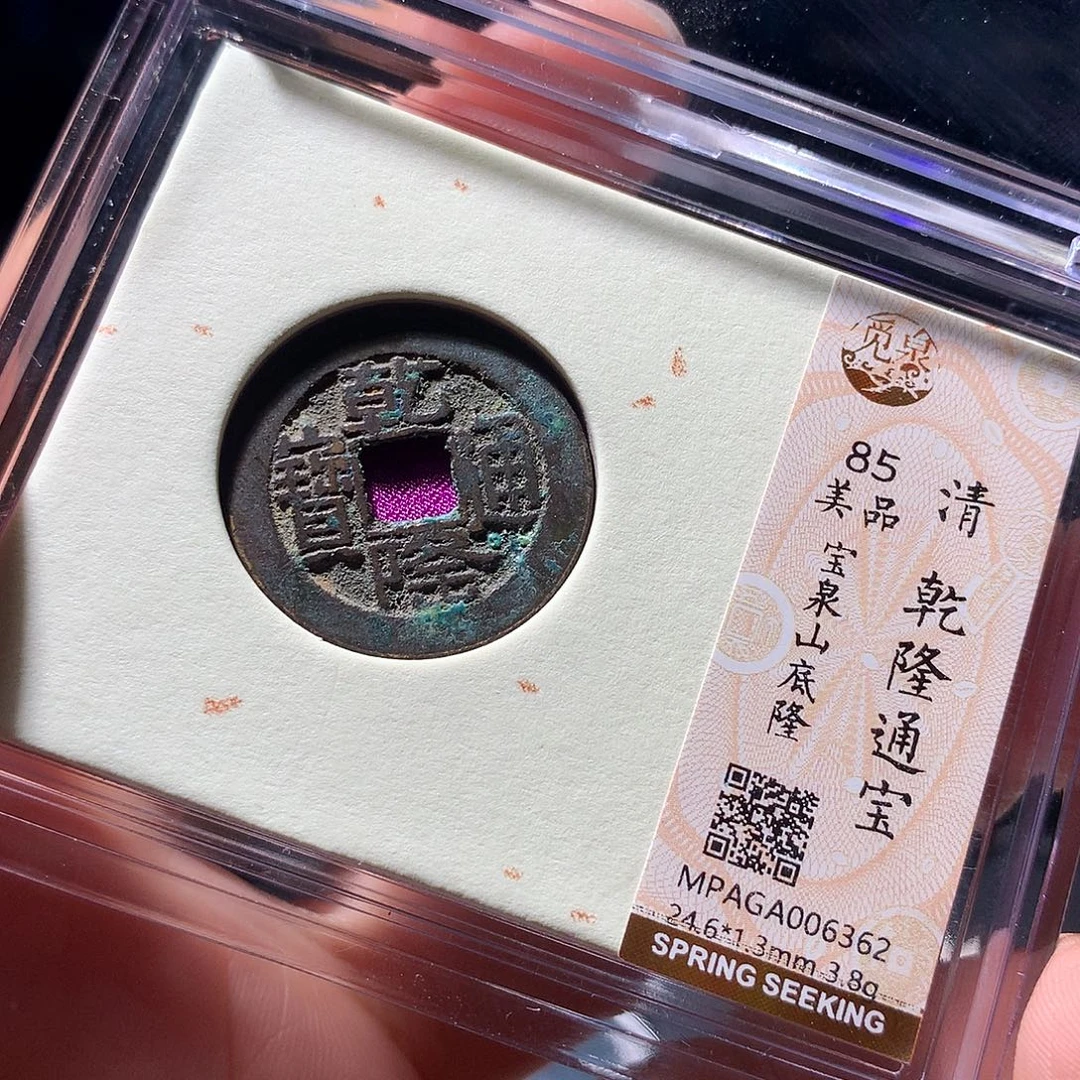 乾隆通寳
觅泉
清 乾隆通宝
85
美品
宝泉山底隆
MPAGA006362
24.6*1.3mm 3.8g
SPRING SEEKING